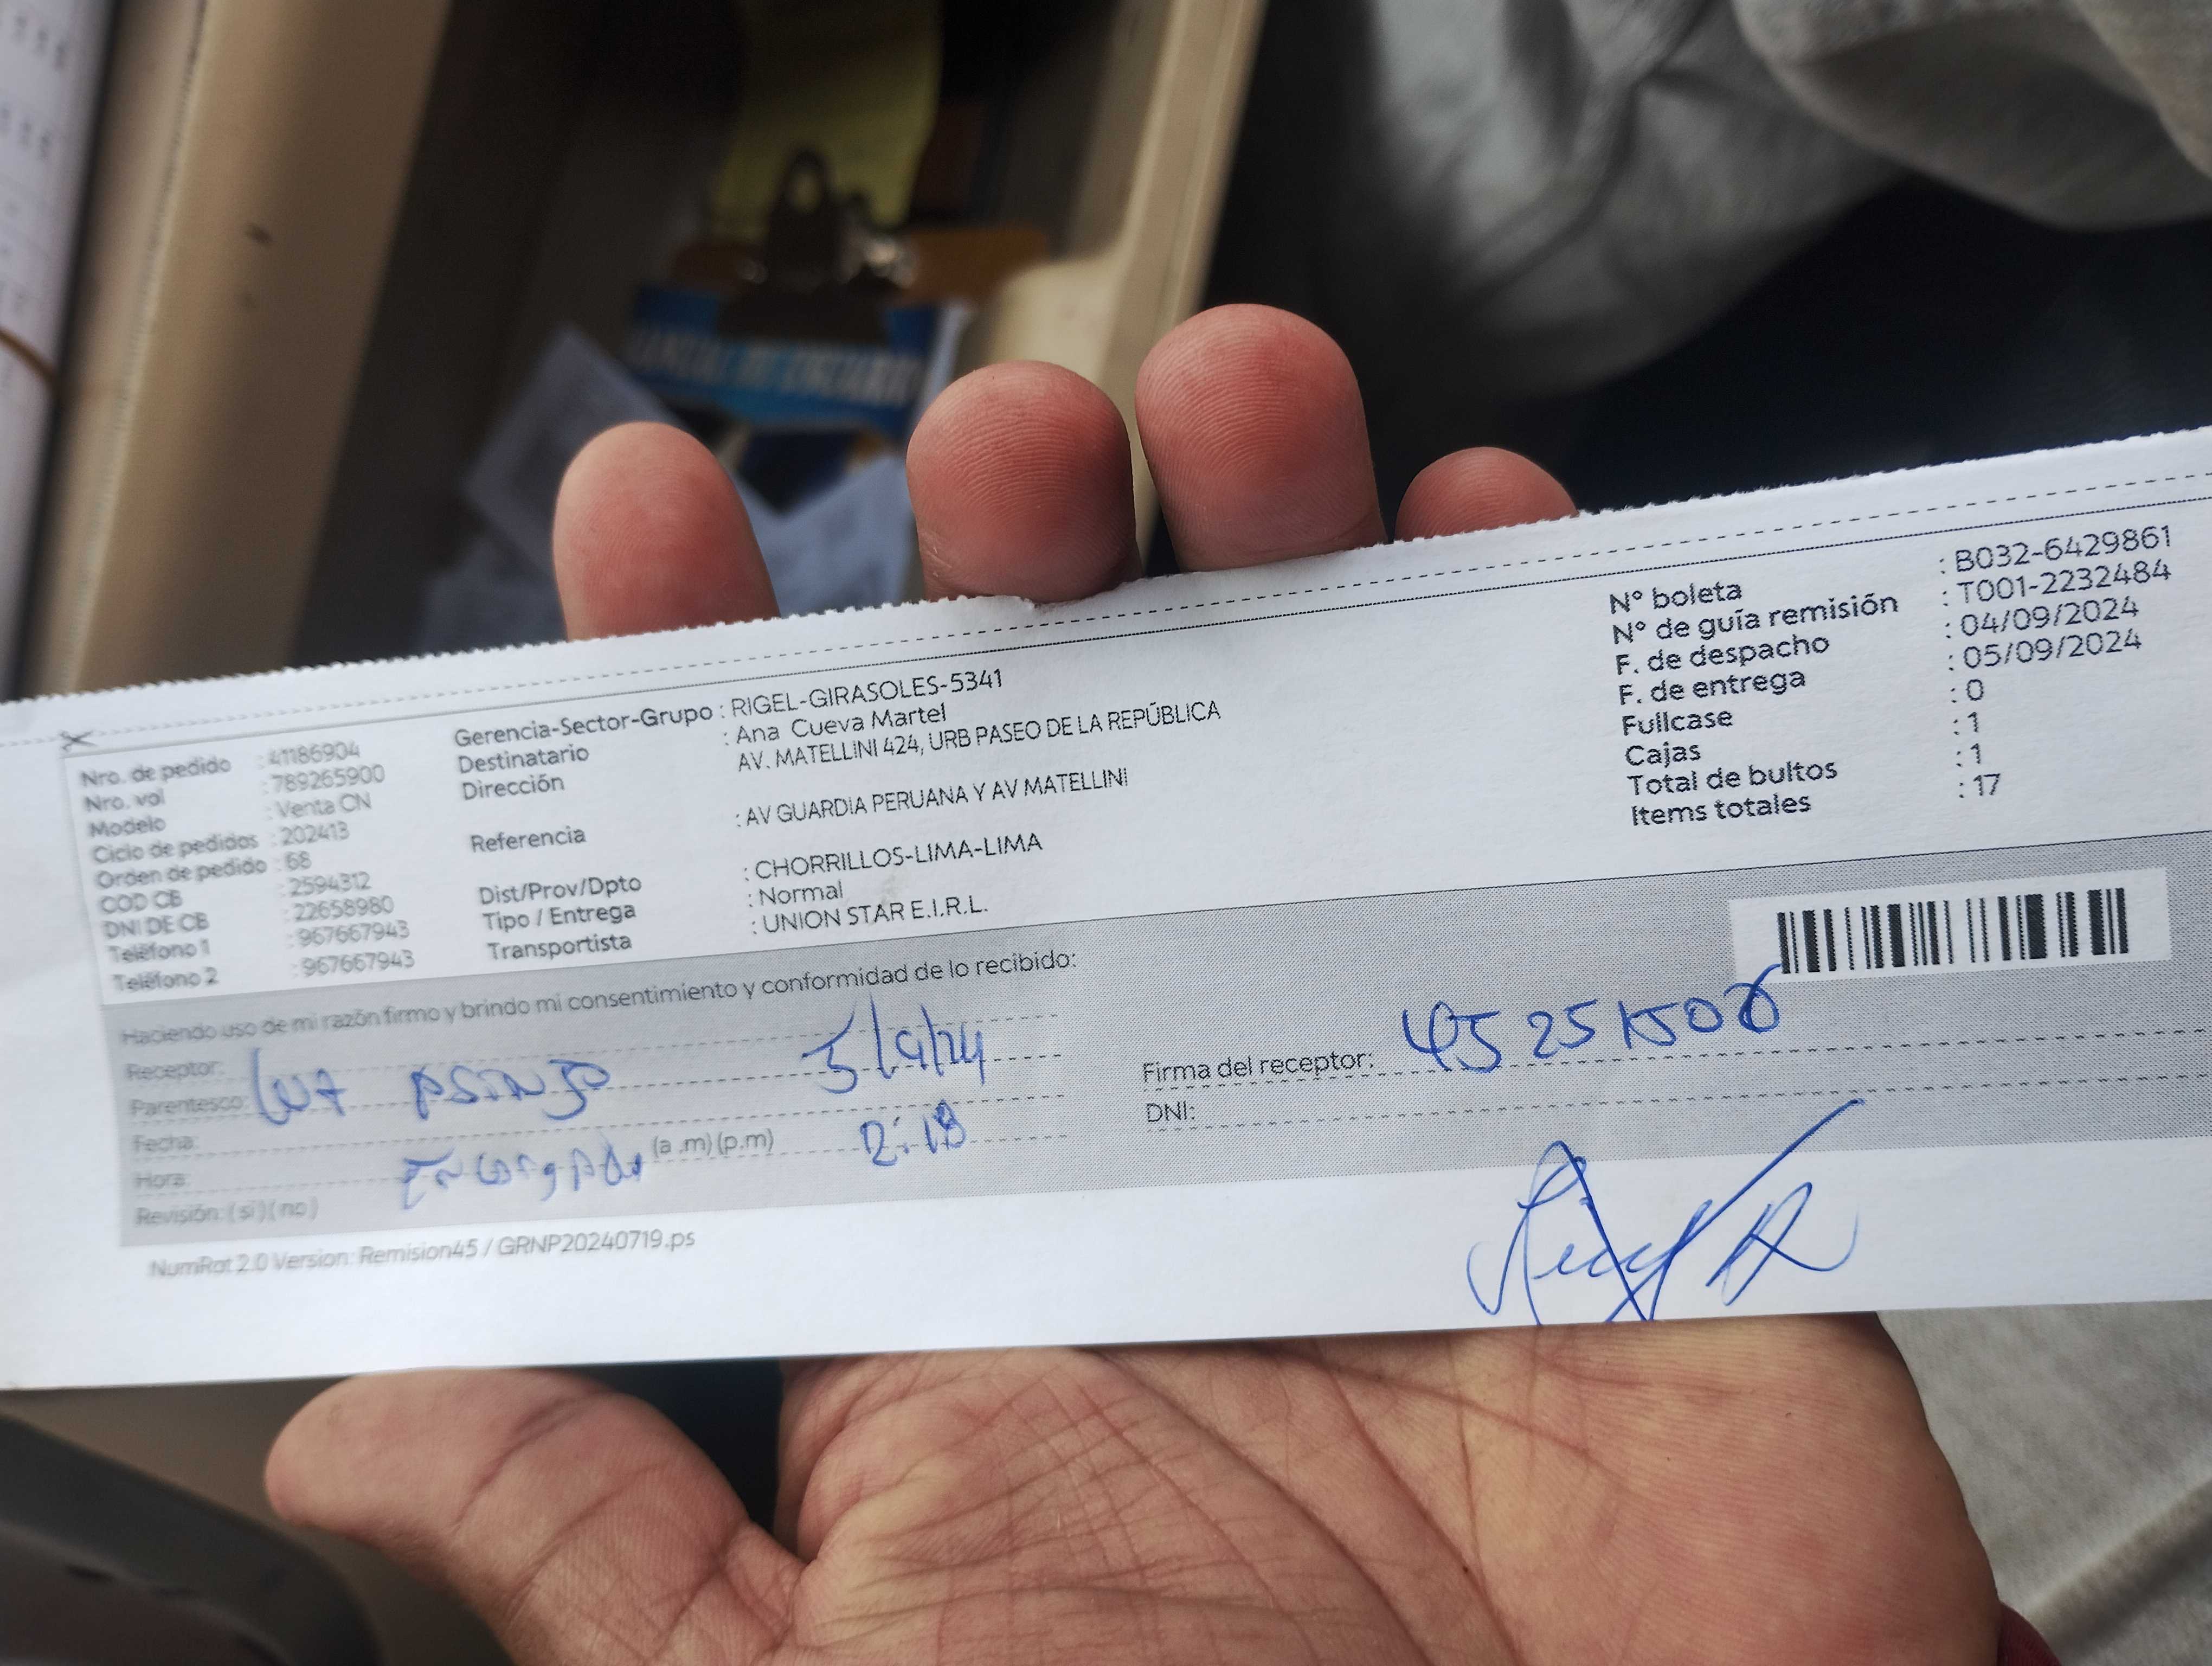 Nro. de pedido : 41186904
Nro. vol : 789265900
Modelo : Venta CN
Ciclo de pedidos : 202413
Orden de pedido : 68
COD CB : 2594312
DNI DE CB : 22658980
Teléfono 1 : 967667943
Teléfono 2 : 967667943
Gerencia-Sector-Grupo : RIGEL-GIRASOLES-5341
Destinatario : Ana Cueva Martel
Dirección AV. MATELLINI 424, URB PASEO DE LA REPÚBLICA
Referencia : AV GUARDIA PERUANA Y AV MATELLINI
Dist/Prov/Dpto : CHORRILLOS-LIMA-LIMA
Tipo / Entrega : Normal
Transportista : UNION STAR E.I.R.L.
N° boleta : B032-6429861
N° de guía remisión : T001-2232484
F. de despacho : 04/09/2024
F. de entrega : 05/09/2024
Fullcase : 0
Cajas : 1
Total de bultos : 1
Items totales : 17
Haciendo uso de mi razón firmo y brindo mi consentimiento y conformidad de lo recibido:
Receptor:
Parentesco:
Fecha: 5/9/24
Hora: (a .m) (p.m) 2:18
Revisión: ( si ) ( no )
Firma del receptor:
DNI:
NumRot 2.0 Version: Remision45 / GRNP20240719.ps